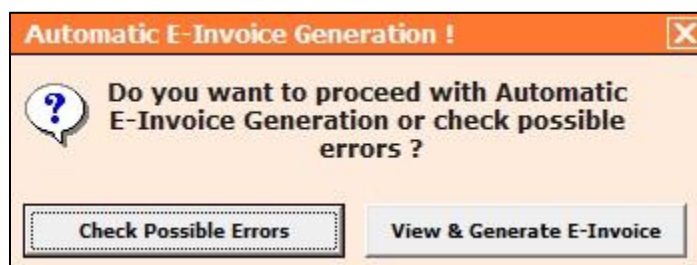 Automatic E-Invoice Generation !
Do you want to proceed with Automatic
E-Invoice Generation or check possible
errors ?
Check Possible Errors
View & Generate E-Invoice